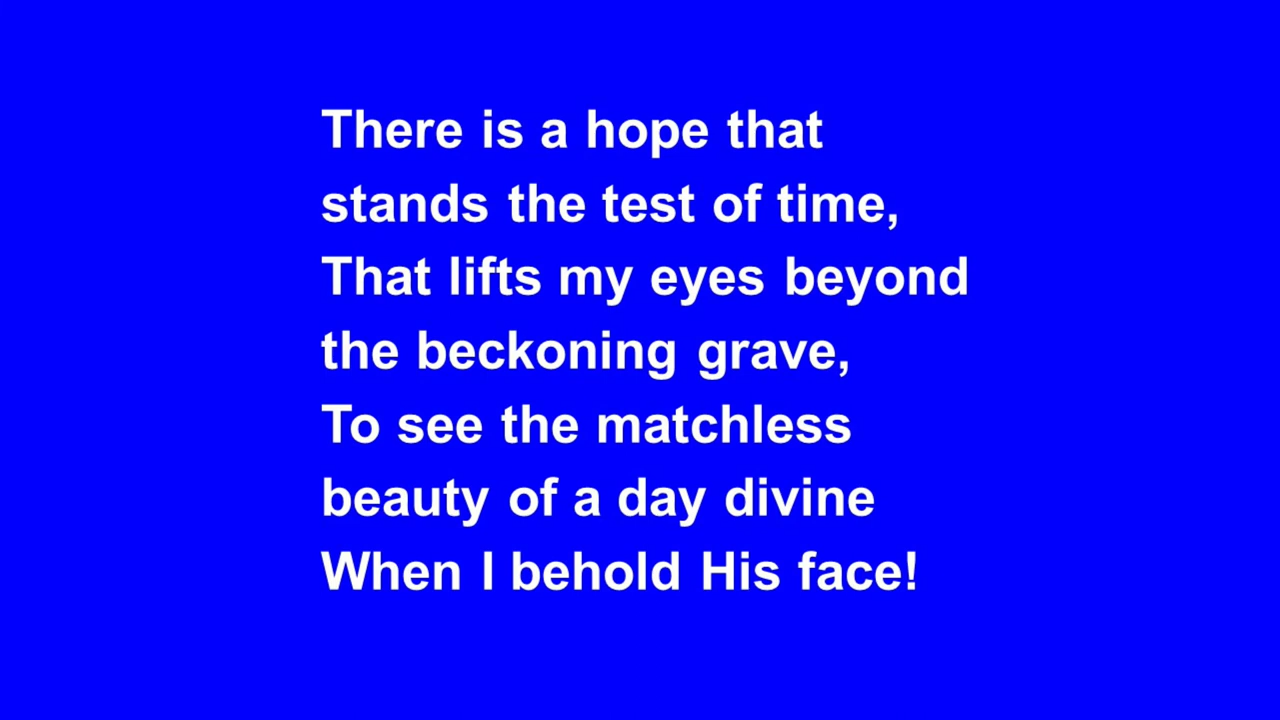 There is a hope that
stands the test of time,
That lifts my eyes beyond
the beckoning grave,
To see the matchless
beauty of a day divine
When I behold His face!